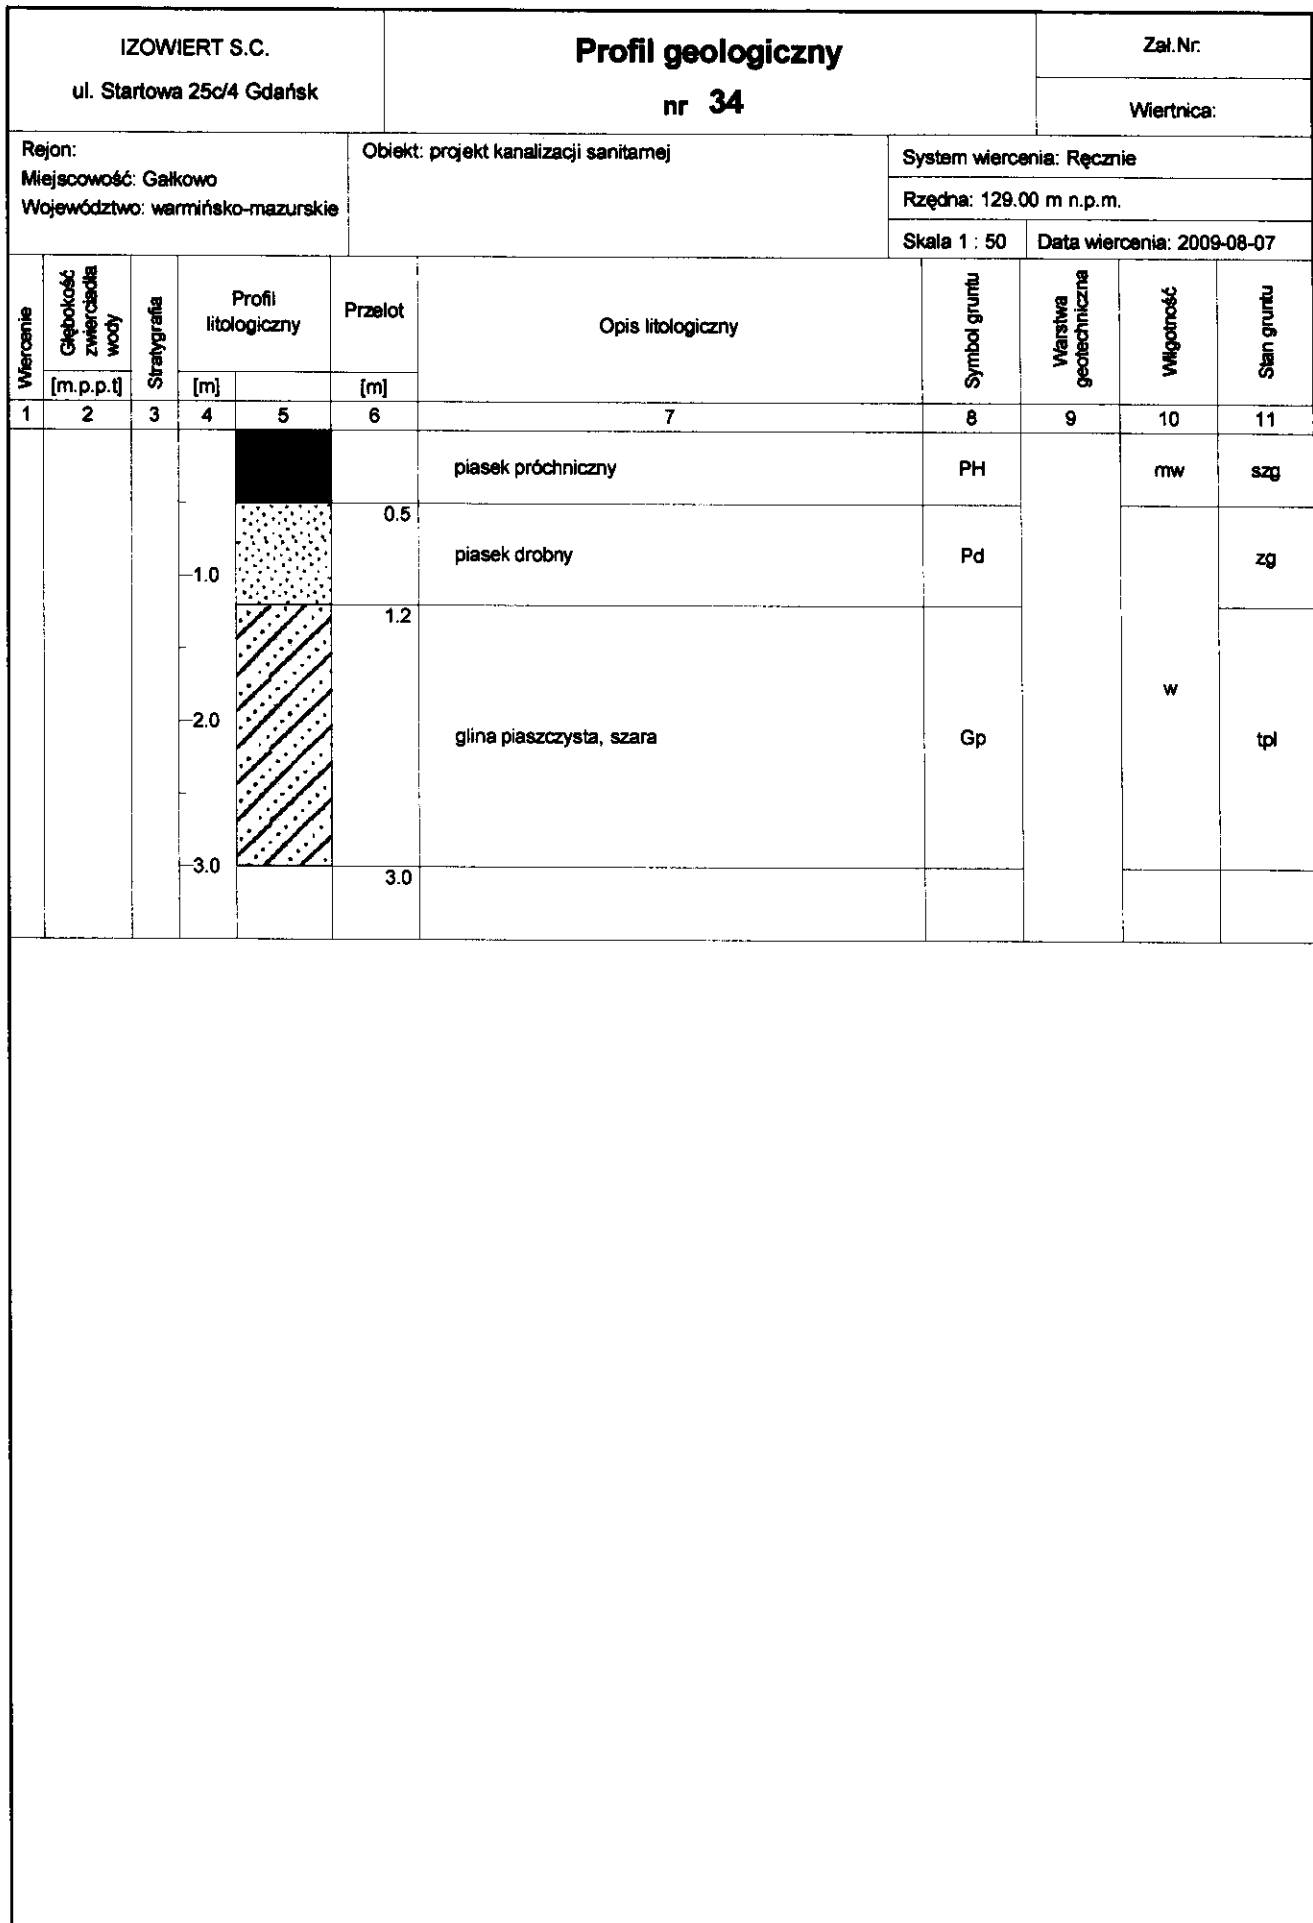 IZOWIERT S.C.
ul. Startowa 25c/4 Gdańsk
Profil geologiczny
nr 34
Zał.Nr:
Wiertnica:
Rejon:
Miejscowość: Gałkowo
Województwo: warmińsko-mazurskie
Obiekt: projekt kanalizacji sanitarnej
System wiercenia: Ręcznie
Rzędna: 129.00 m n.p.m.
Skala 1 : 50
Data wiercenia: 2009-08-07
Wiercenie
Głębokość
zwierciadła
wody
[m.p.p.t]
Stratygrafia
Profil
litologiczny
[m]
Przelot
[m]
Opis litologiczny
Symbol gruntu
Warstwa
geotechniczna
Wilgotność
Stan gruntu
1 2 3 4 5 6 7 8 9 10 11
piasek próchniczny PH mw szg
0.5
piasek drobny Pd zg
1.0
1.2
w
2.0
glina piaszczysta, szara Gp tpl
3.0
3.0